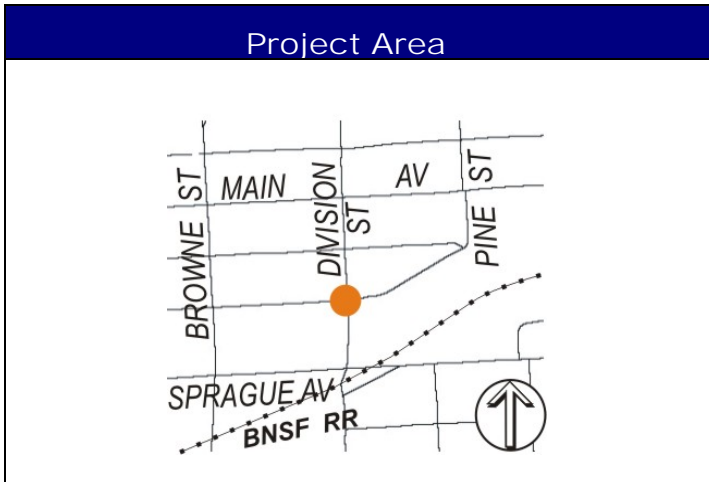 Project Area
MAIN AV
BROWNE ST
DIVISION ST
PINE ST
SPRAGUE AV
BNSF RR